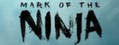 MARK OF THE
NINJA